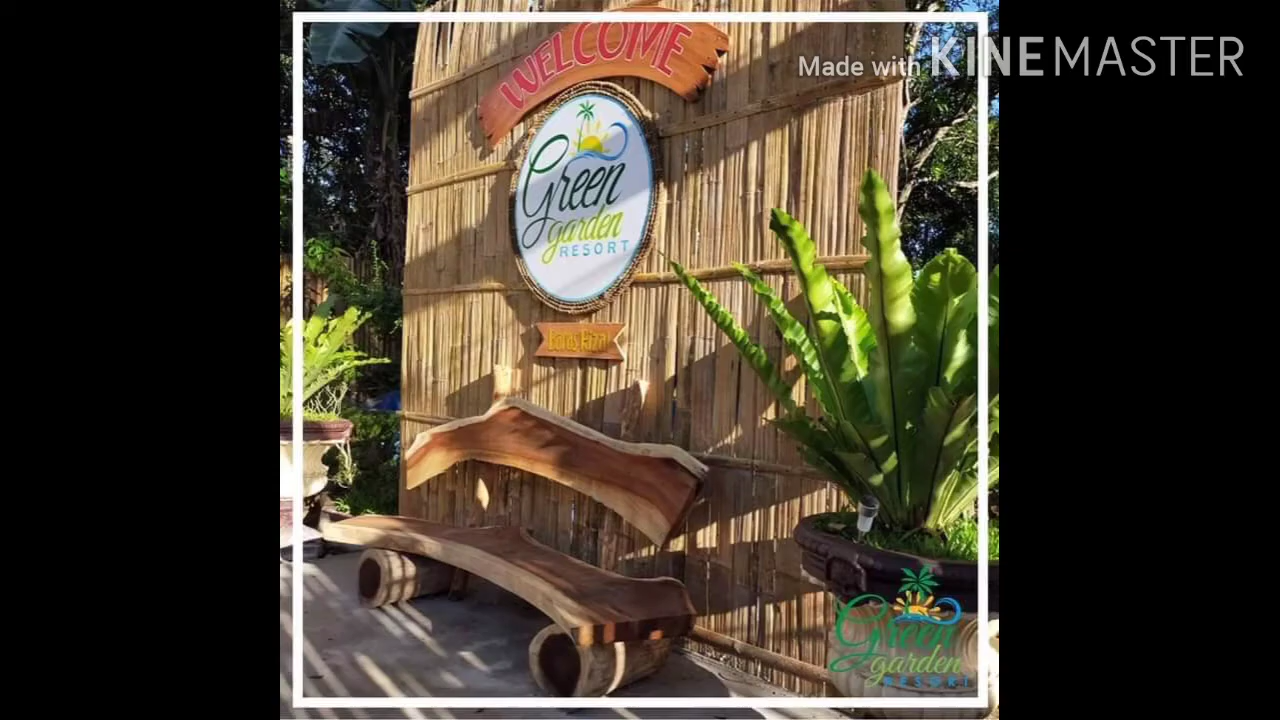 Made with KINEMASTER
WELCOME
Green
garden
RESORT
Green
garden
RESORT